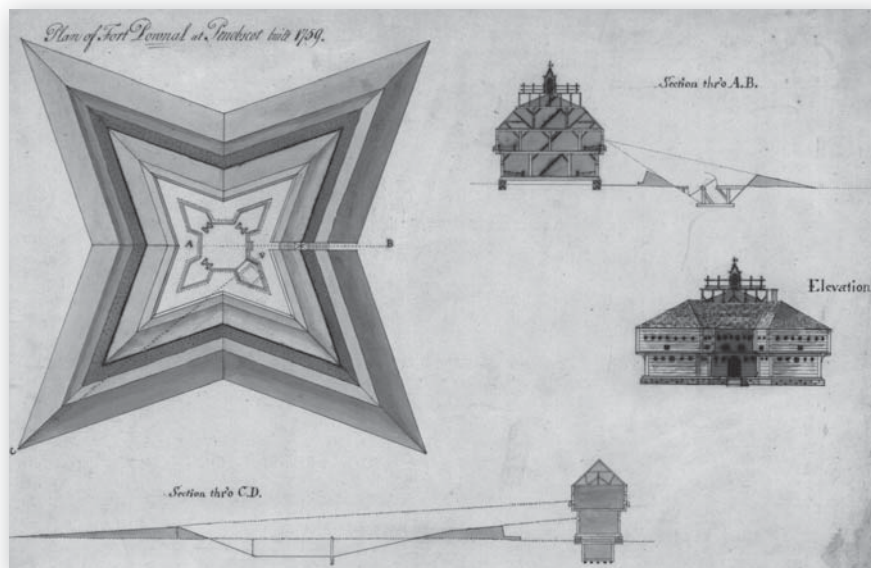 Plan of Fort Pownal at Penobscot built 1759.
Section thro A.B.
A
B
Elevation
C
Section thro C.D.